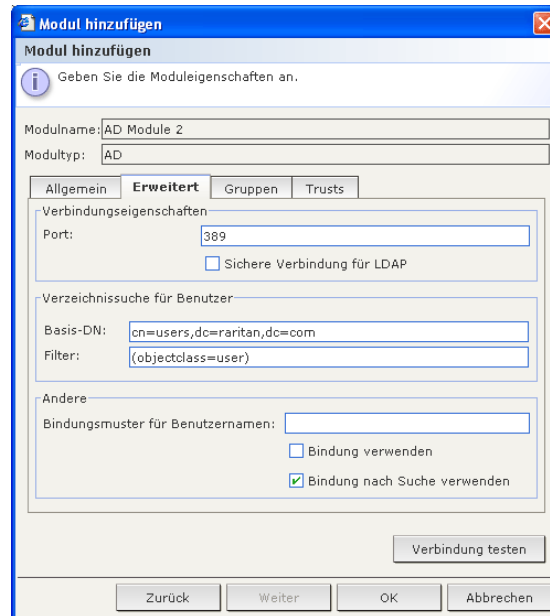 Modul hinzufügen
Modul hinzufügen
Geben Sie die Moduleigenschaften an.
Modulname: AD Module 2
Modultyp: AD
Allgemein Erweitert Gruppen Trusts
Verbindungseigenschaften
Port: 389
Sichere Verbindung für LDAP
Verzeichnissuche für Benutzer
Basis-DN: cn=users,dc=raritan,dc=com
Filter: (objectclass=user)
Andere
Bindungsmuster für Benutzernamen:
Bindung verwenden
Bindung nach Suche verwenden
Verbindung testen
Zurück Weiter OK Abbrechen